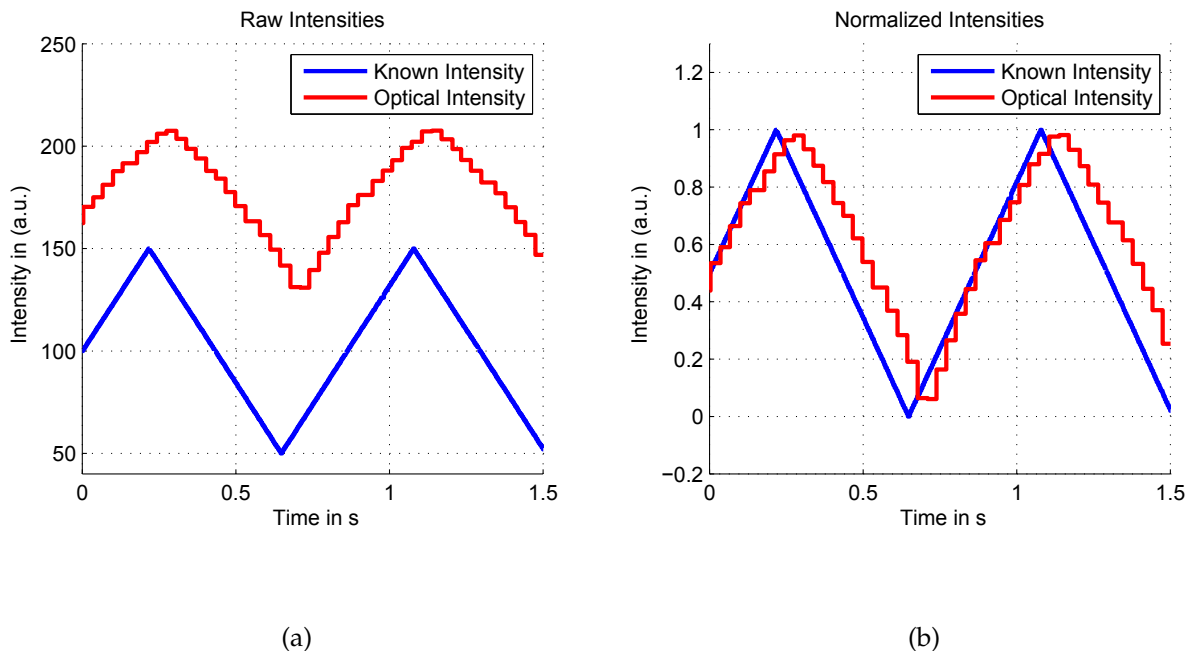 Raw Intensities
250
200
150
100
50
0
0.5
1
1.5
Intensity in (a.u.)
Time in s
Known Intensity
Optical Intensity
(a)
Normalized Intensities
1.2
1
0.8
0.6
0.4
0.2
0
−0.2
0
0.5
1
1.5
Intensity in (a.u.)
Time in s
Known Intensity
Optical Intensity
(b)